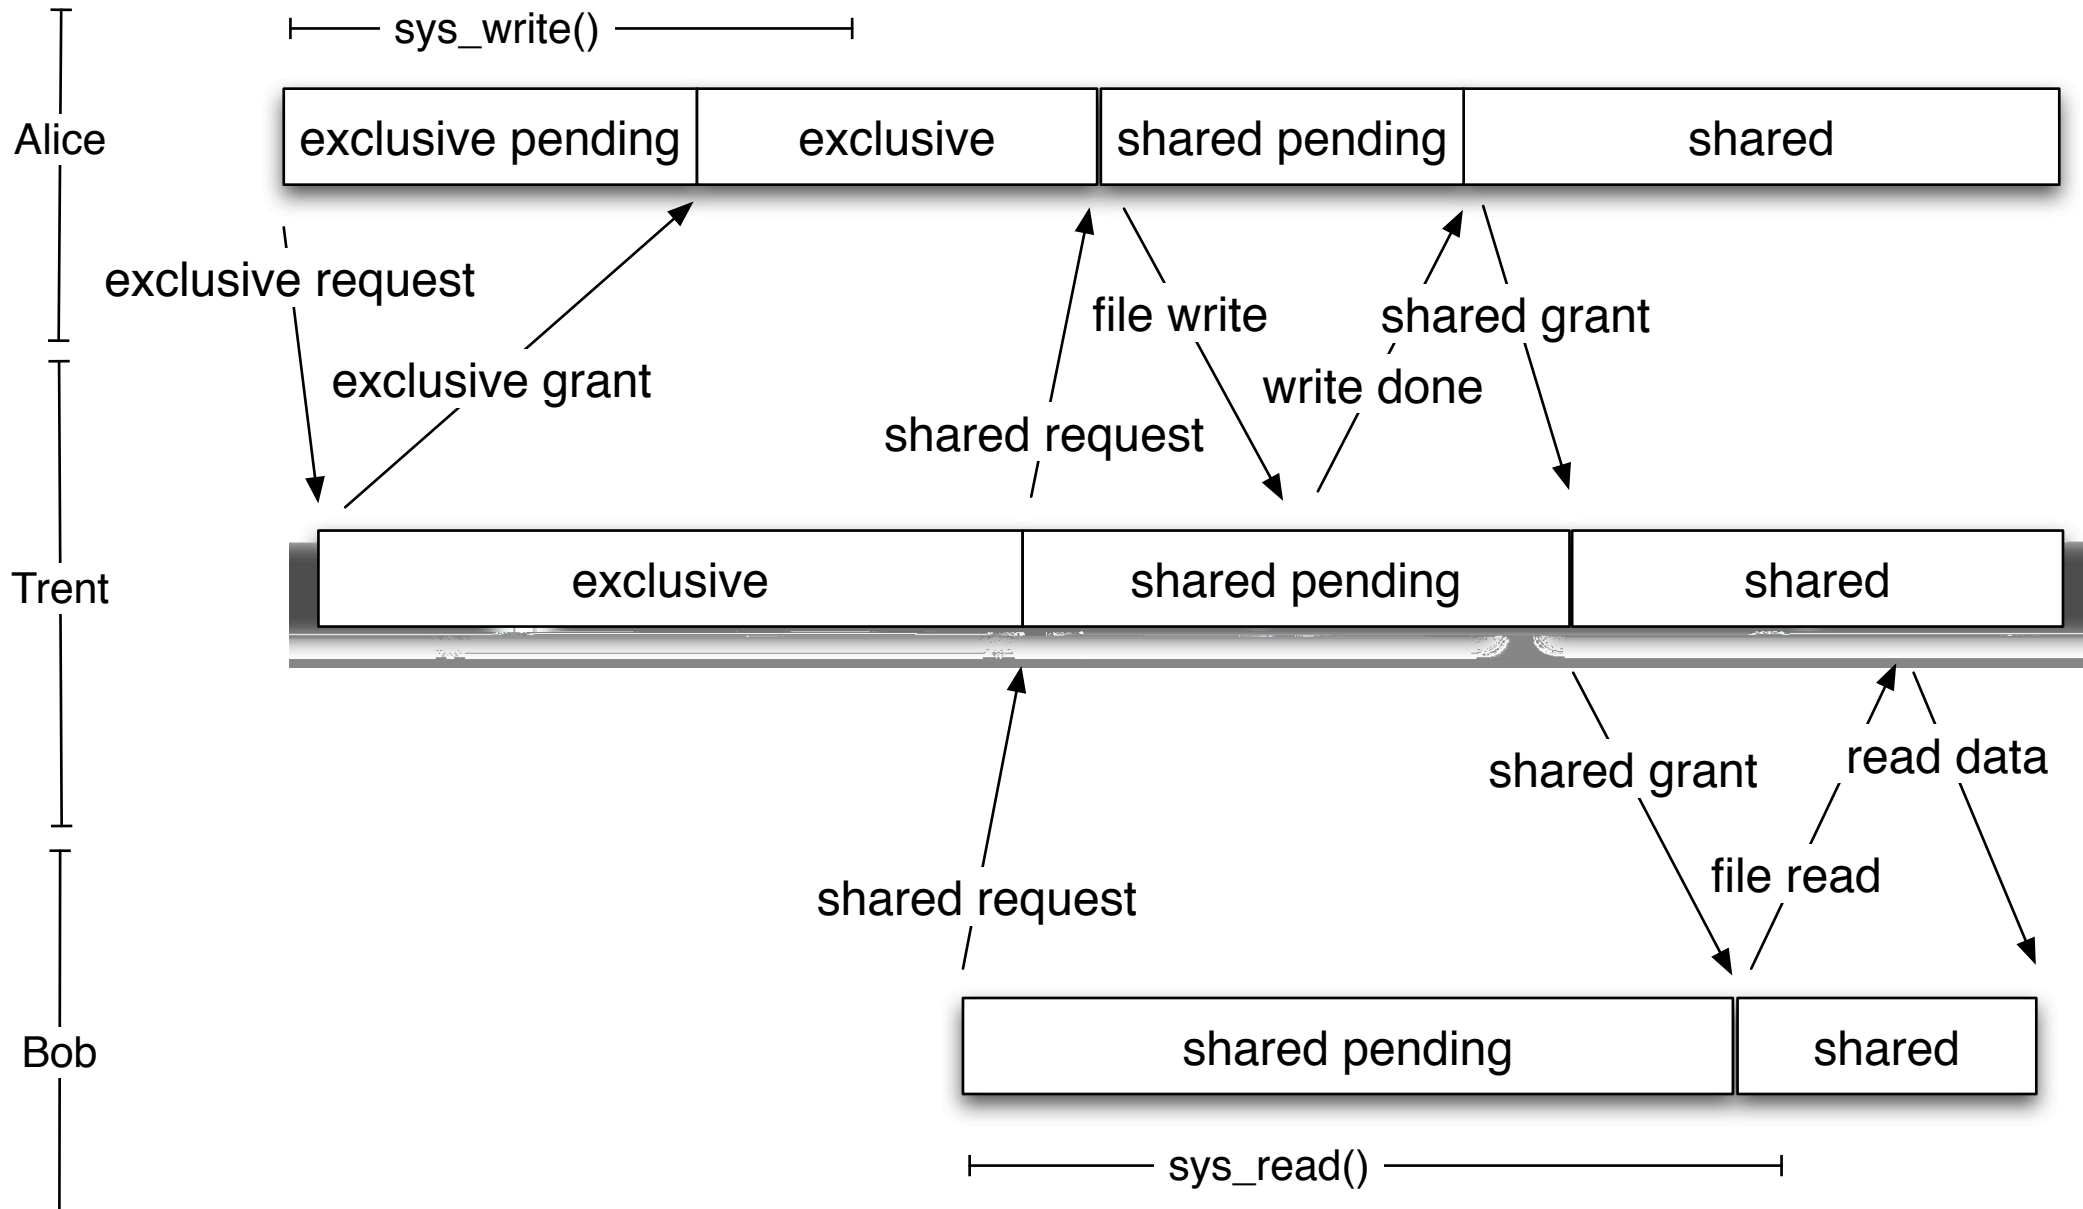 sys_write()
Alice
exclusive pending
exclusive
shared pending
shared
exclusive request
file write
shared grant
exclusive grant
write done
shared request
Trent
exclusive
shared pending
shared
shared grant
read data
shared request
file read
Bob
shared pending
shared
sys_read()